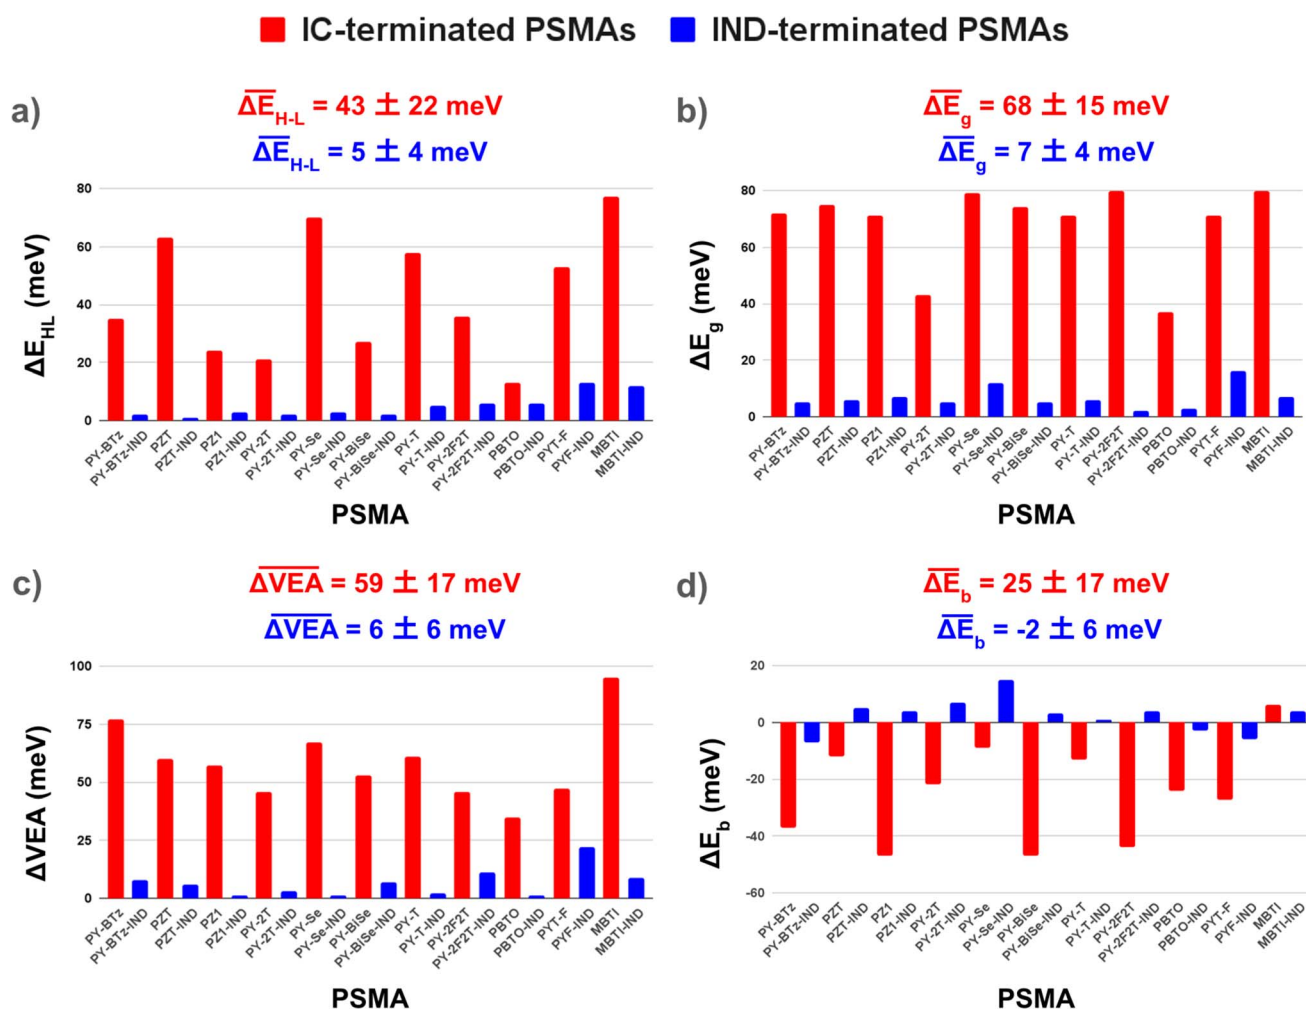 IC-terminated PSMAs IND-terminated PSMAs
a)
ΔE H-L = 43 ± 22 meV
ΔE H-L = 5 ± 4 meV
80
60
40
20
0
ΔE HL (meV)
PY-BTz
PY-BTz-IND
PZT
PZT-IND
PZ1
PZ1-IND
PY-2T
PY-2T-IND
PY-Se
PY-Se-IND
PY-BiSe
PY-BiSe-IND
PY-T
PY-T-IND
PY-2F2T
PY-2F2T-IND
PBTO
PBTO-IND
PYT-F
PYF-IND
MBTI
MBTI-IND
PSMA
b)
ΔE g = 68 ± 15 meV
ΔE g = 7 ± 4 meV
80
60
40
20
0
ΔE g (meV)
PY-BTz
PY-BTz-IND
PZT
PZT-IND
PZ1
PZ1-IND
PY-2T
PY-2T-IND
PY-Se
PY-Se-IND
PY-BiSe
PY-BiSe-IND
PY-T
PY-T-IND
PY-2F2T
PY-2F2T-IND
PBTO
PBTO-IND
PYT-F
PYF-IND
MBTI
MBTI-IND
PSMA
c)
ΔVEA = 59 ± 17 meV
ΔVEA = 6 ± 6 meV
100
75
50
25
0
ΔVEA (meV)
PY-BTz
PY-BTz-IND
PZT
PZT-IND
PZ1
PZ1-IND
PY-2T
PY-2T-IND
PY-Se
PY-Se-IND
PY-BiSe
PY-BiSe-IND
PY-T
PY-T-IND
PY-2F2T
PY-2F2T-IND
PBTO
PBTO-IND
PYT-F
PYF-IND
MBTI
MBTI-IND
PSMA
d)
ΔE b = 25 ± 17 meV
ΔE b = -2 ± 6 meV
20
0
-20
-40
-60
ΔE b (meV)
PY-BTz
PY-BTz-IND
PZT
PZT-IND
PZ1
PZ1-IND
PY-2T
PY-2T-IND
PY-Se
PY-Se-IND
PY-BiSe
PY-BiSe-IND
PY-T
PY-T-IND
PY-2F2T
PY-2F2T-IND
PBTO
PBTO-IND
PYT-F
PYF-IND
MBTI
MBTI-IND
PSMA